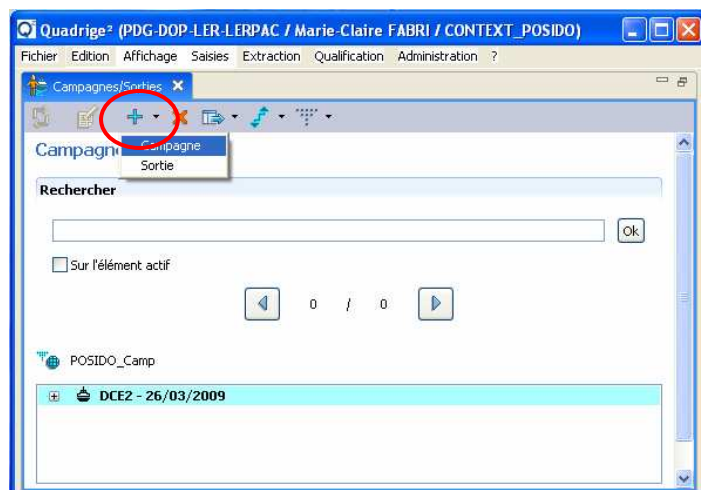 Quadrige² (PDG-DOP-LER-LERPAC / Marie-Claire FABRI / CONTEXT_POSIDO)
Fichier Edition Affichage Saisies Extraction Qualification Administration ?
Campagnes/Sorties
Campagn
Campagne
Sortie
Rechercher
Ok
Sur l'élément actif
0 / 0
POSIDO_Camp
DCE2 - 26/03/2009